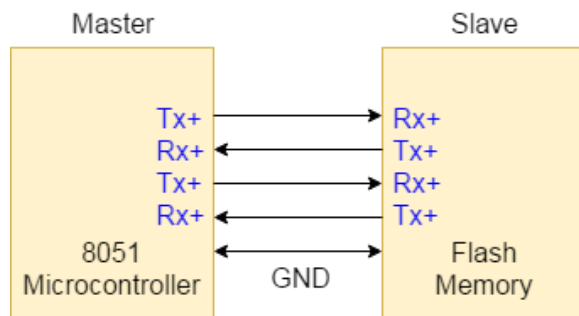 Master
Slave
Tx+
Rx+
Rx+
Tx+
Tx+
Rx+
Rx+
Tx+
8051
Microcontroller
GND
Flash
Memory